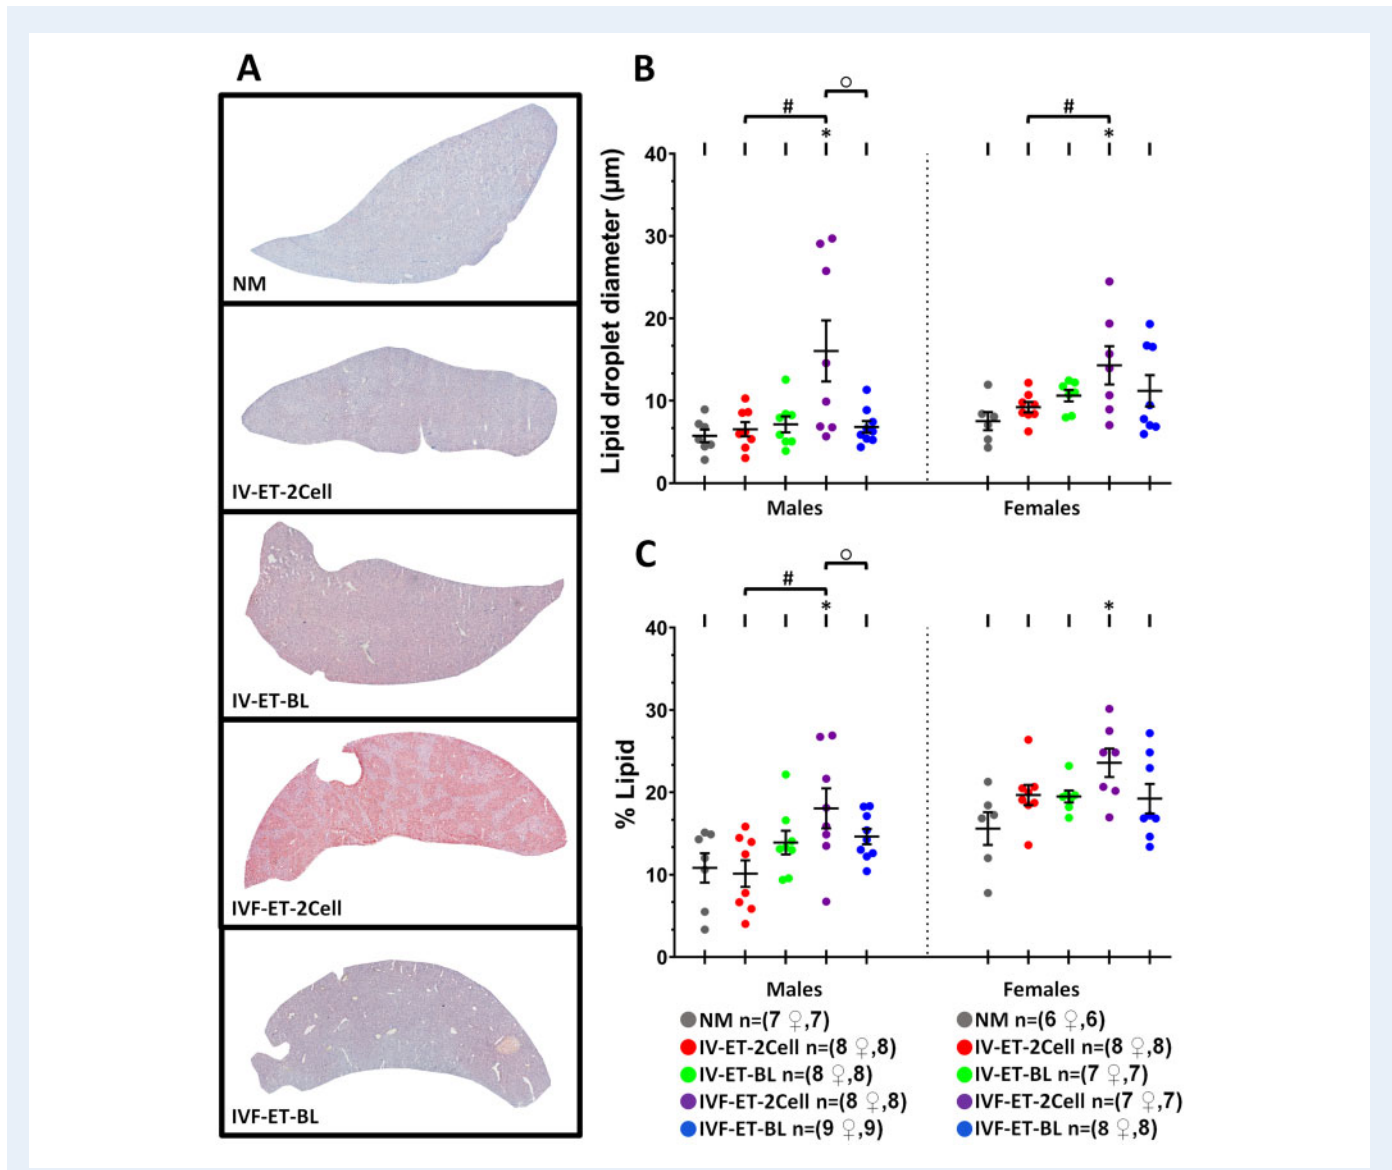 A
NM
IV-ET-2Cell
IV-ET-BL
IVF-ET-2Cell
IVF-ET-BL
B
Lipid droplet diameter (µm)
40
30
20
10
0
# ○
*
#
*
Males Females
C
% Lipid
40
30
20
10
0
# ○
*
*
Males Females
NM n=(7 ♀,7)
IV-ET-2Cell n=(8 ♀,8)
IV-ET-BL n=(8 ♀,8)
IVF-ET-2Cell n=(8 ♀,8)
IVF-ET-BL n=(9 ♀,9)
NM n=(6 ♀,6)
IV-ET-2Cell n=(8 ♀,8)
IV-ET-BL n=(7 ♀,7)
IVF-ET-2Cell n=(7 ♀,7)
IVF-ET-BL n=(8 ♀,8)